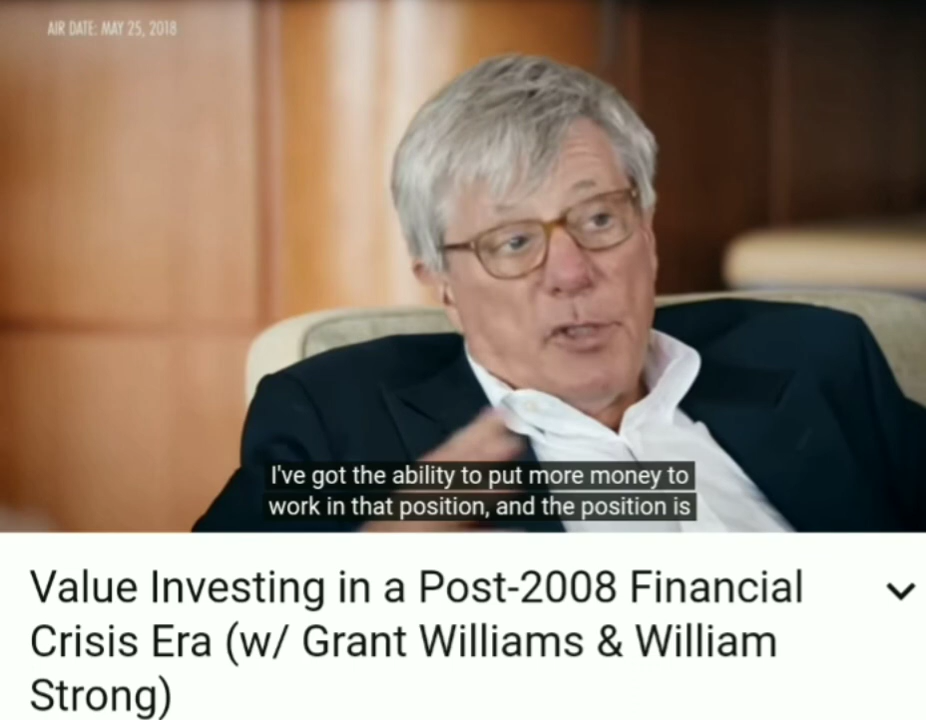 AIR DATE: MAY 25, 2018
I've got the ability to put more money to
work in that position, and the position is
Value Investing in a Post-2008 Financial
Crisis Era (w/ Grant Williams & William
Strong)